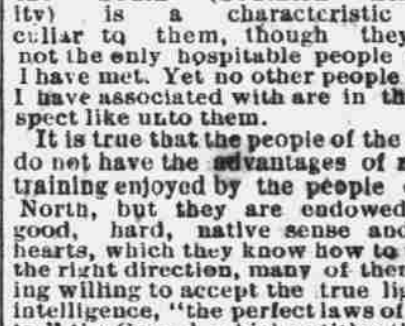 ity) is a characteristic
culiar to them, though they
not the only hospitable people
I have met. Yet no other people
I have associated with are in th
spect like unto them.
It is true that the people of the
do not have the advantages of
training enjoyed by the people
North, but they are endowed
good, hard, native sense and
hearts, which they know how to
the right direction, many of them
ing willing to accept the true lig
intelligence, "the perfect laws of